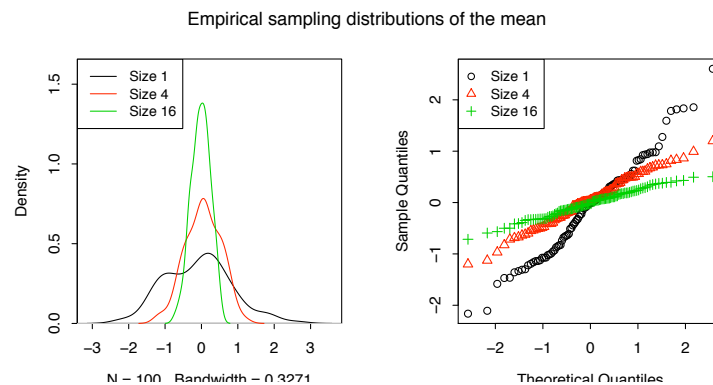 Empirical sampling distributions of the mean
Size 1
Size 4
Size 16
Density
0.0
0.5
1.0
1.5
−3
−2
−1
0
1
2
3
N = 100 Bandwidth = 0.3271
Size 1
Size 4
Size 16
Sample Quantiles
−2
−1
0
1
2
−2
−1
0
1
2
Theoretical Quantiles